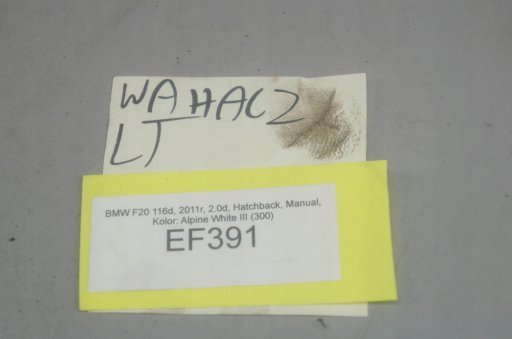 WAHACZ
LT
BMW F20 116d, 2011r, 2.0d, Hatchback, Manual,
Kolor: Alpine White III (300)
EF391